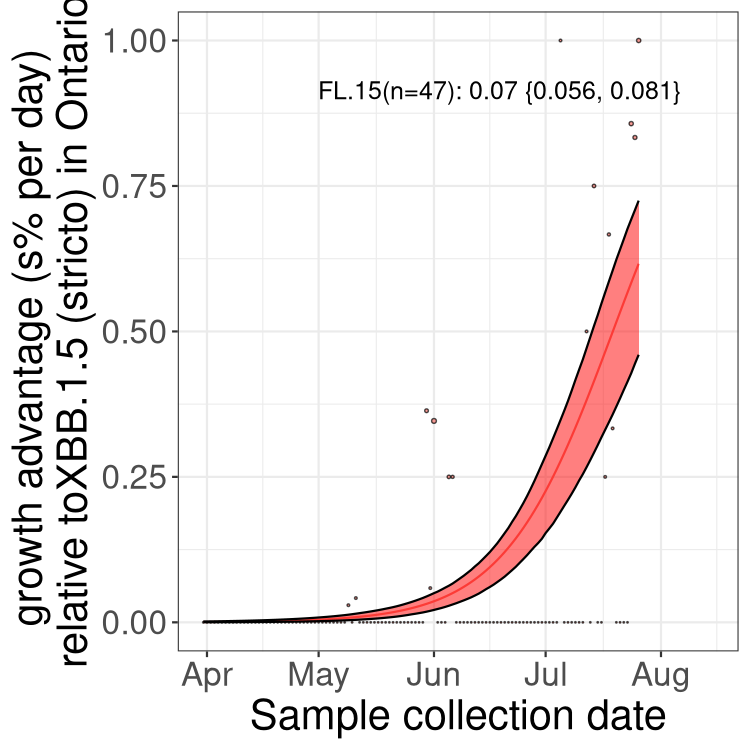 growth advantage (s% per day)
relative toXBB.1.5 (stricto) in Ontario
1.00
0.75
0.50
0.25
0.00
FL.15(n=47): 0.07 {0.056, 0.081}
Apr May Jun Jul Aug
Sample collection date